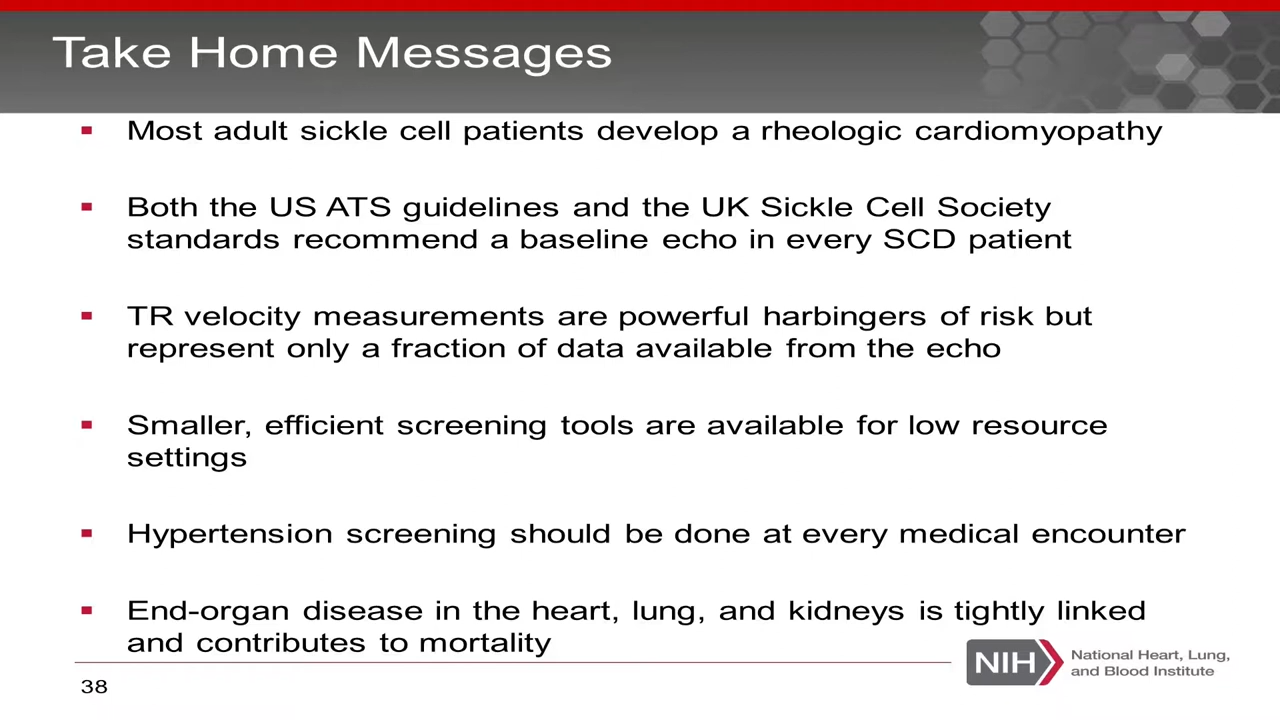 Take Home Messages
Most adult sickle cell patients develop a rheologic cardiomyopathy
Both the US ATS guidelines and the UK Sickle Cell Society
standards recommend a baseline echo in every SCD patient
TR velocity measurements are powerful harbingers of risk but
represent only a fraction of data available from the echo
Smaller, efficient screening tools are available for low resource
settings
Hypertension screening should be done at every medical encounter
End-organ disease in the heart, lung, and kidneys is tightly linked
and contributes to mortality
NIH
National Heart, Lung,
and Blood Institute
38